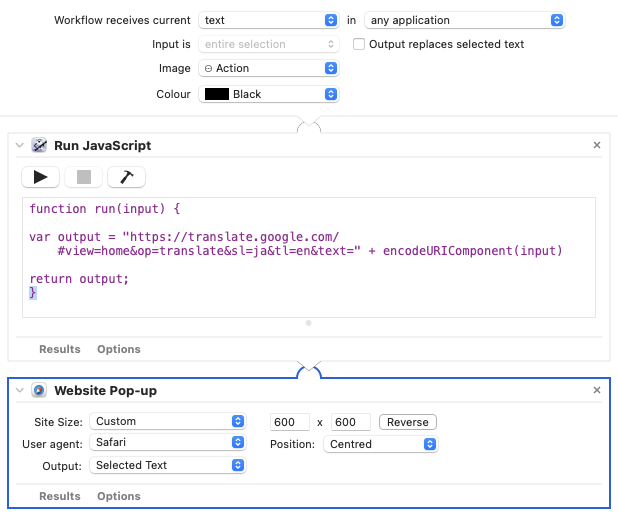 Workflow receives current text in any application
Input is entire selection Output replaces selected text
Image Action
Colour Black
Run JavaScript
function run(input) {
var output = "https://translate.google.com/
#view=home&op=translate&sl=ja&tl=en&text=" + encodeURIComponent(input)
return output;
}
Results Options
Website Pop-up
Site Size: Custom 600 x 600 Reverse
User agent: Safari Position: Centred
Output: Selected Text
Results Options